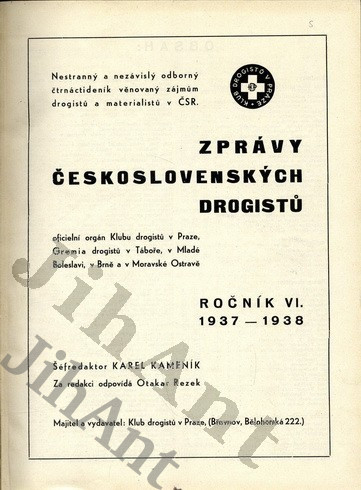 Nestranný a nezávislý odborný
čtrnáctideník věnovaný zájmům
drogistů a materialistů v ČSR.
KLUB DROGISTŮ V PRAZE
ZPRÁVY
ČESKOSLOVENSKÝCH
DROGISTŮ
oficielní orgán Klubu drogistů v Praze,
Gremia drogistů v Táboře, v Mladé
Boleslavi, v Brně a v Moravské Ostravě
ROČNÍK VI.
1937 — 1938
Šéfredaktor KAREL KAMENÍK
Za redakci odpovídá Otakar Rezek
Majitel a vydavatel: Klub drogistů v Praze, (Břevnov, Bělohorská 222.)
JihAnt
JihAnt